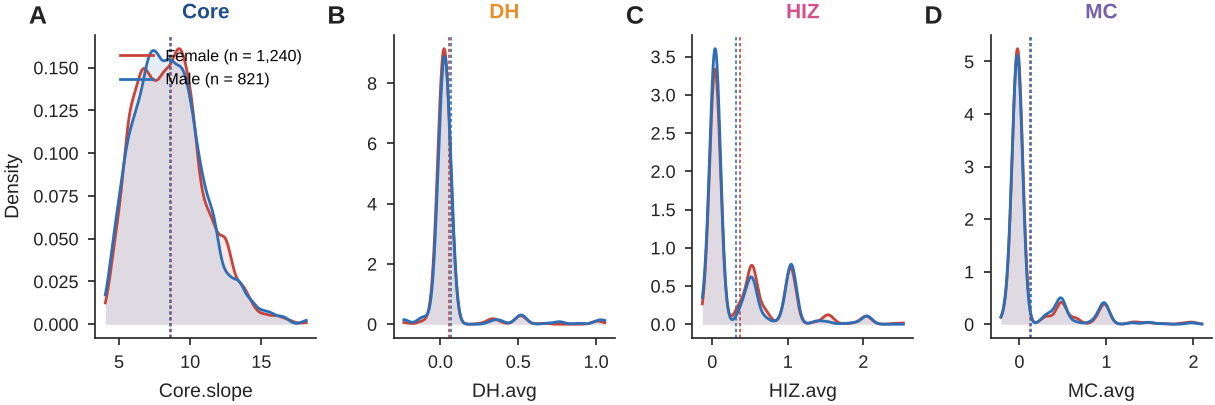 A Core B DH C HIZ D MC
Density
0.150
0.125
0.100
0.075
0.050
0.025
0.000
Female (n = 1,240)
Male (n = 821)
5 10 15
Core.slope
8
6
4
2
0
0.0 0.5 1.0
DH.avg
3.5
3.0
2.5
2.0
1.5
1.0
0.5
0.0
0 1 2
HIZ.avg
5
4
3
2
1
0
0 1 2
MC.avg